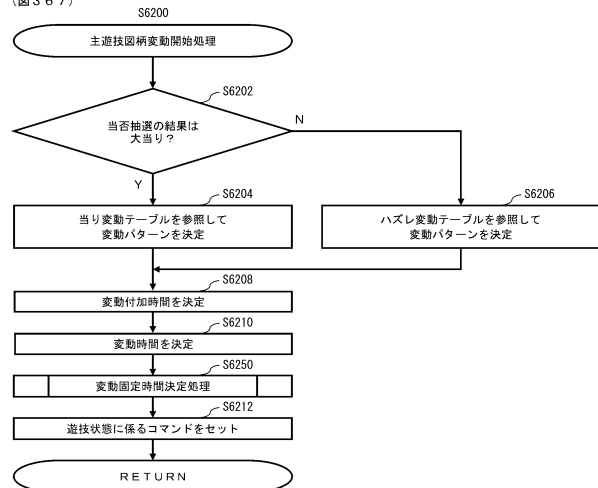 (図３６７)
S6200
主遊技図柄変動開始処理
S6202
当否抽選の結果は
大当り？
N
Y
S6204
当り変動テーブルを参照して
変動パターンを決定
S6206
ハズレ変動テーブルを参照して
変動パターンを決定
S6208
変動付加時間を決定
S6210
変動時間を決定
S6250
変動固定時間決定処理
S6212
遊技状態に係るコマンドをセット
ＲＥＴＵＲＮ